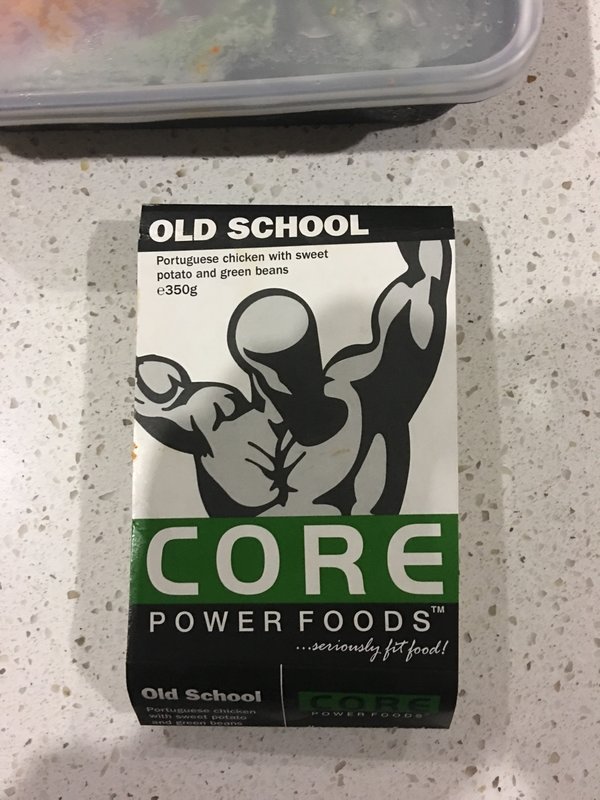 OLD SCHOOL
Portuguese chicken with sweet
potato and green beans
℮350g
CORE
POWER FOODS™
...seriously fit food!
Old School
Portuguese chicken
with sweet potato
and green beans
CORE
POWER FOODS